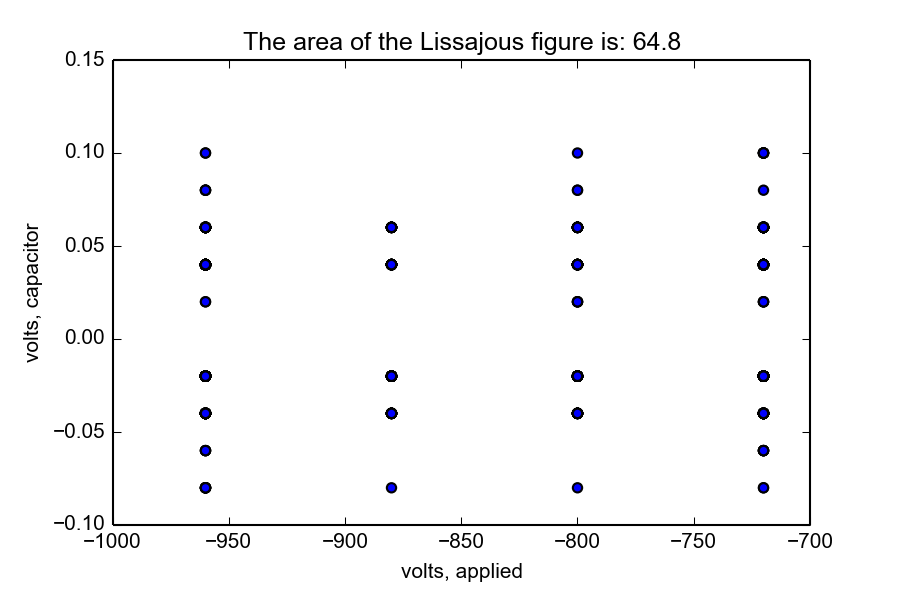 The area of the Lissajous figure is: 64.8
0.15
0.10
0.05
0.00
−0.05
−0.10
volts, capacitor
−1000 −950 −900 −850 −800 −750 −700
volts, applied